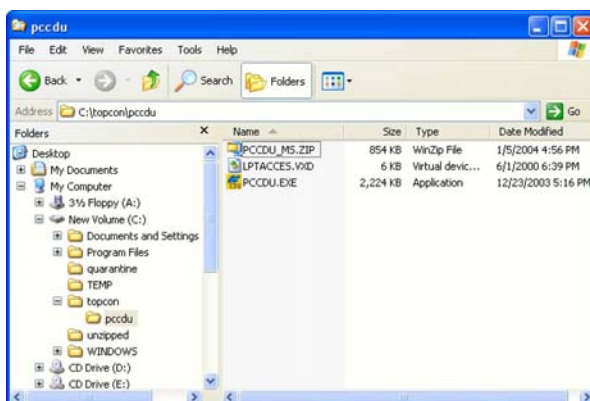 pccdu
File Edit View Favorites Tools Help
Back Search Folders
Address C:\topcon\pccdu Go
Folders Name Size Type Date Modified
Desktop PCCDU_MS.ZIP 854 KB WinZip File 1/5/2004 4:56 PM
My Documents LPTACCES.VXD 6 KB Virtual devic... 6/1/2000 6:39 PM
My Computer PCCDU.EXE 2,224 KB Application 12/23/2003 5:16 PM
3½ Floppy (A:)
New Volume (C:)
Documents and Settings
Program Files
quarantine
TEMP
topcon
pccdu
unzipped
WINDOWS
CD Drive (D:)
CD Drive (E:)